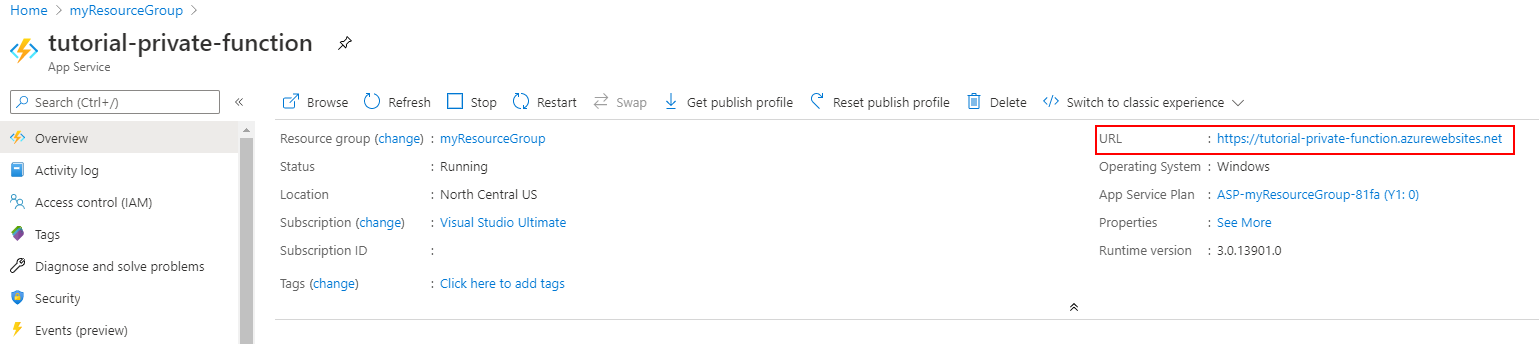 Home > myResourceGroup >
tutorial-private-function
App Service
Search (Ctrl+/) «
Browse Refresh Stop Restart Swap Get publish profile Reset publish profile Delete Switch to classic experience
Overview
Activity log
Access control (IAM)
Tags
Diagnose and solve problems
Security
Events (preview)
Resource group (change) : myResourceGroup
Status : Running
Location : North Central US
Subscription (change) : Visual Studio Ultimate
Subscription ID :
Tags (change) : Click here to add tags
URL : https://tutorial-private-function.azurewebsites.net
Operating System : Windows
App Service Plan : ASP-myResourceGroup-81fa (Y1: 0)
Properties : See More
Runtime version : 3.0.13901.0